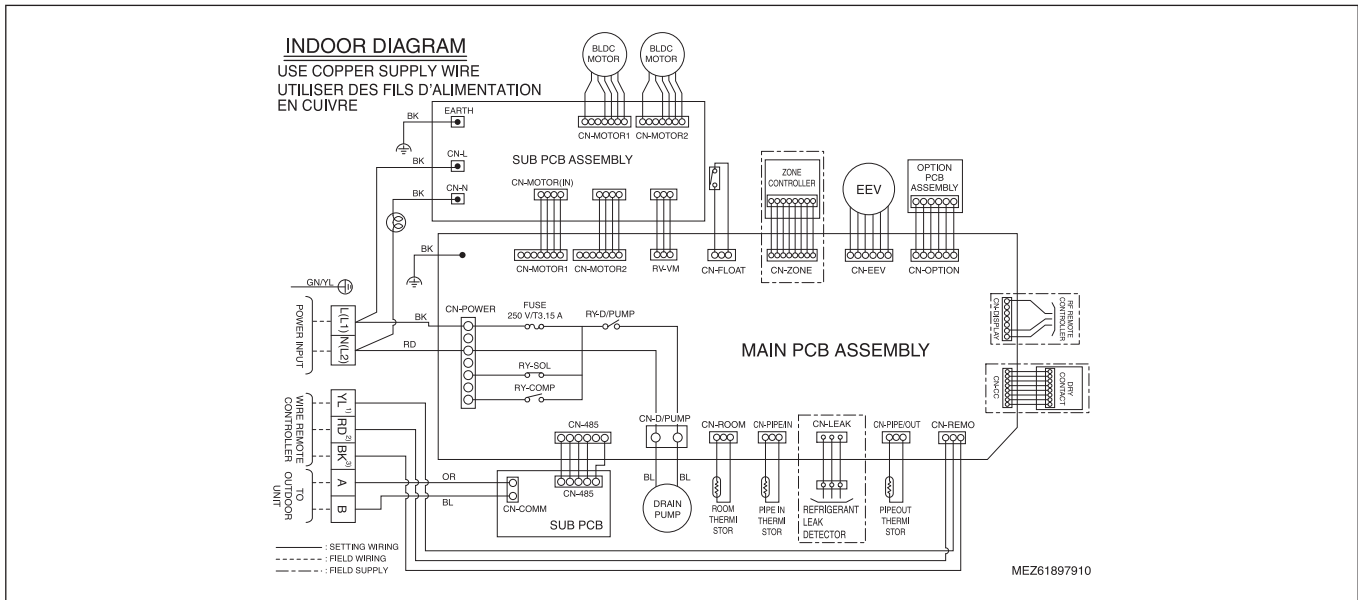 INDOOR DIAGRAM
USE COPPER SUPPLY WIRE
UTILISER DES FILS D'ALIMENTATION
EN CUIVRE
BLDC
MOTOR
BLDC
MOTOR
EARTH
BK
CN-MOTOR1
CN-MOTOR2
SUB PCB ASSEMBLY
CN-L
BK
CN-N
BK
CN-MOTOR(IN)
ZONE
CONTROLLER
EEV
OPTION
PCB
ASSEMBLY
BK
CN-MOTOR1
CN-MOTOR2
RV-VM
CN-FLOAT
CN-ZONE
CN-EEV
CN-OPTION
GN/YL
POWER INPUT
L(L1)
N(L2)
BK
RD
CN-POWER
FUSE
250 V/T3.15 A
RY-D/PUMP
RY-SOL
RY-COMP
MAIN PCB ASSEMBLY
CN-DISPLAY
RF REMOTE
CONTROLLER
CN-CC
DRY
CONTACT
WIRE REMOTE
CONTROLLER
YL 1)
RD 2)
BK 3)
TO
OUTDOOR
UNIT
A
B
OR
BL
CN-485
CN-485
CN-COMM
SUB PCB
CN-D/PUMP
BL
BL
DRAIN
PUMP
CN-ROOM
ROOM
THERMI
STOR
CN-PIPE/IN
PIPE IN
THERMI
STOR
CN-LEAK
REFRIGERANT
LEAK
DETECTOR
CN-PIPE/OUT
PIPEOUT
THERMI
STOR
CN-REMO
: SETTING WIRING
: FIELD WIRING
: FIELD SUPPLY
MEZ61897910